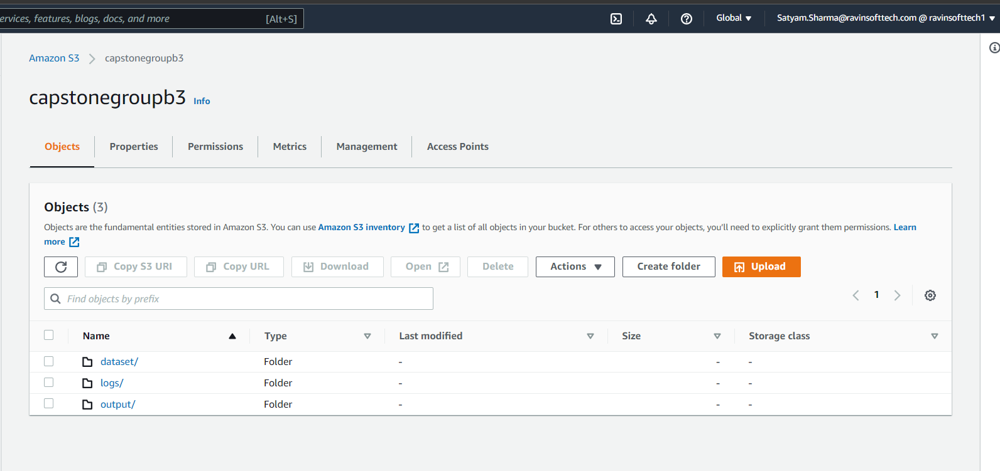 ervices, features, blogs, docs, and more [Alt+S] Global Satyam.Sharma@ravinsofttech.com @ ravinsofttech1
Amazon S3 capstonegroupb3
capstonegroupb3 Info
Objects Properties Permissions Metrics Management Access Points
Objects (3)
Objects are the fundamental entities stored in Amazon S3. You can use Amazon S3 inventory to get a list of all objects in your bucket. For others to access your objects, you'll need to explicitly grant them permissions. Learn
more
Copy S3 URI Copy URL Download Open Delete Actions Create folder Upload
Find objects by prefix 1
Name Type Last modified Size Storage class
dataset/ Folder - - -
logs/ Folder - - -
output/ Folder - - -